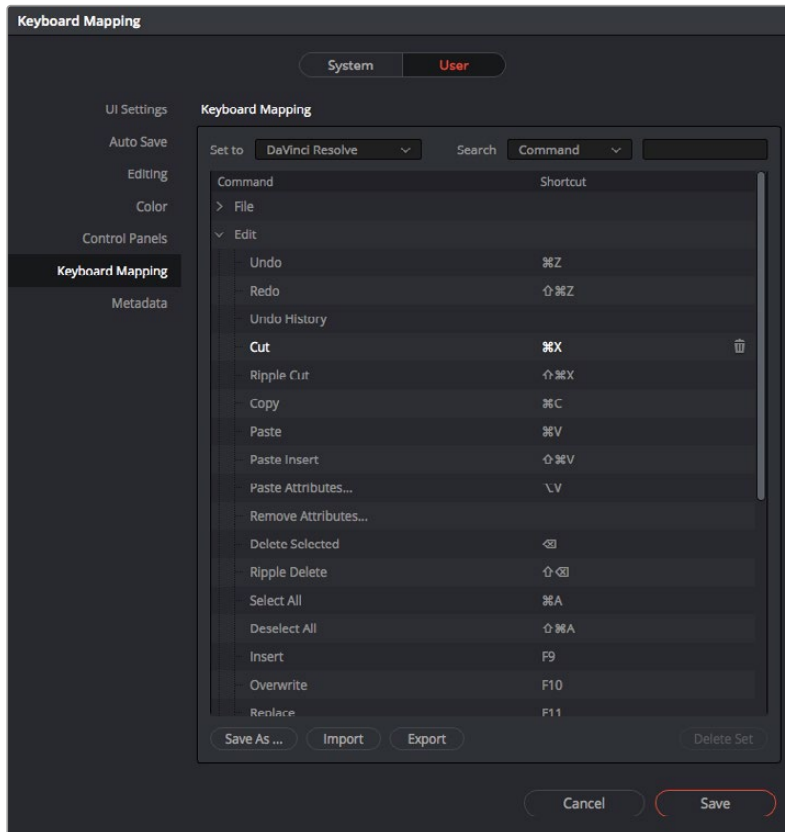 Keyboard Mapping
System User
UI Settings
Auto Save
Editing
Color
Control Panels
Keyboard Mapping
Metadata
Keyboard Mapping
Set to DaVinci Resolve Search Command
Command Shortcut
File
Edit
Undo ⌘Z
Redo ⇧⌘Z
Undo History
Cut ⌘X
Ripple Cut ⇧⌘X
Copy ⌘C
Paste ⌘V
Paste Insert ⇧⌘V
Paste Attributes... ⌥V
Remove Attributes...
Delete Selected ⌫
Ripple Delete ⇧⌫
Select All ⌘A
Deselect All ⇧⌘A
Insert F9
Overwrite F10
Replace F11
Save As ... Import Export Delete Set
Cancel Save